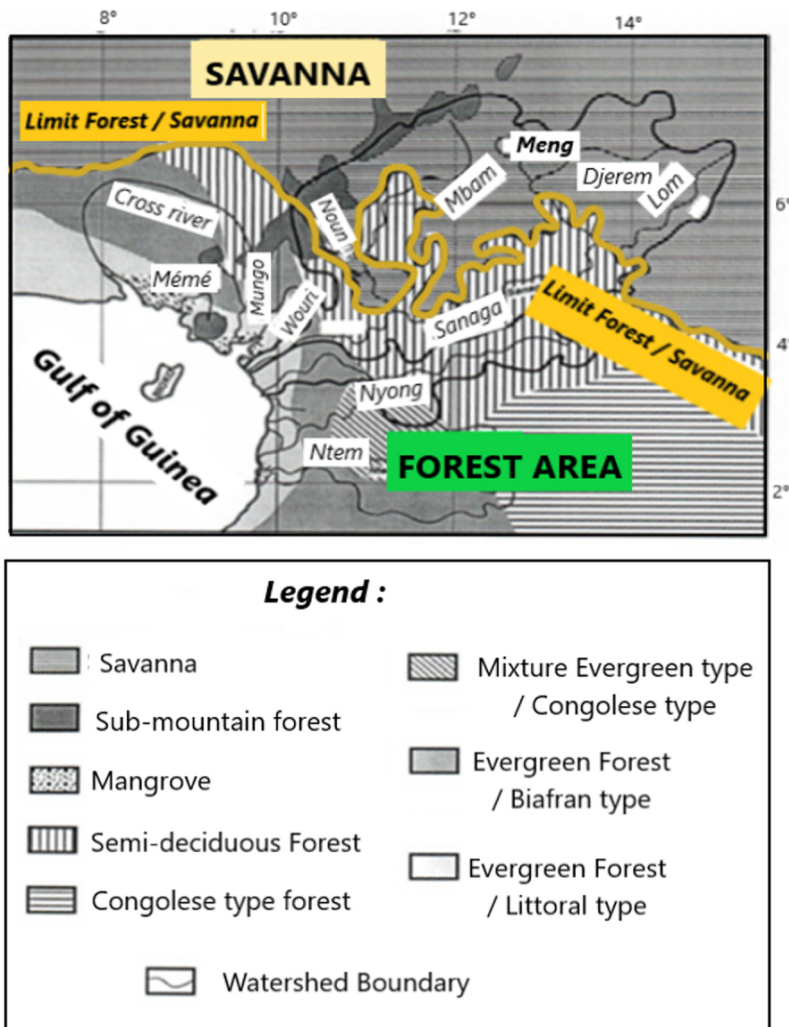 8°
10°
12°
14°
SAVANNA
Limit Forest / Savanna
Meng
Djerem
Lom
Mbam
6°
Cross river
Noun
Mémé
Mungo
Wouri
Sanaga
Limit Forest / Savanna
4°
Gulf of Guinea
Nyong
Ntem
FOREST AREA
2°
Legend :
Savanna
Sub-mountain forest
Mangrove
Semi-deciduous Forest
Congolese type forest
Mixture Evergreen type
/ Congolese type
Evergreen Forest
/ Biafran type
Evergreen Forest
/ Littoral type
Watershed Boundary